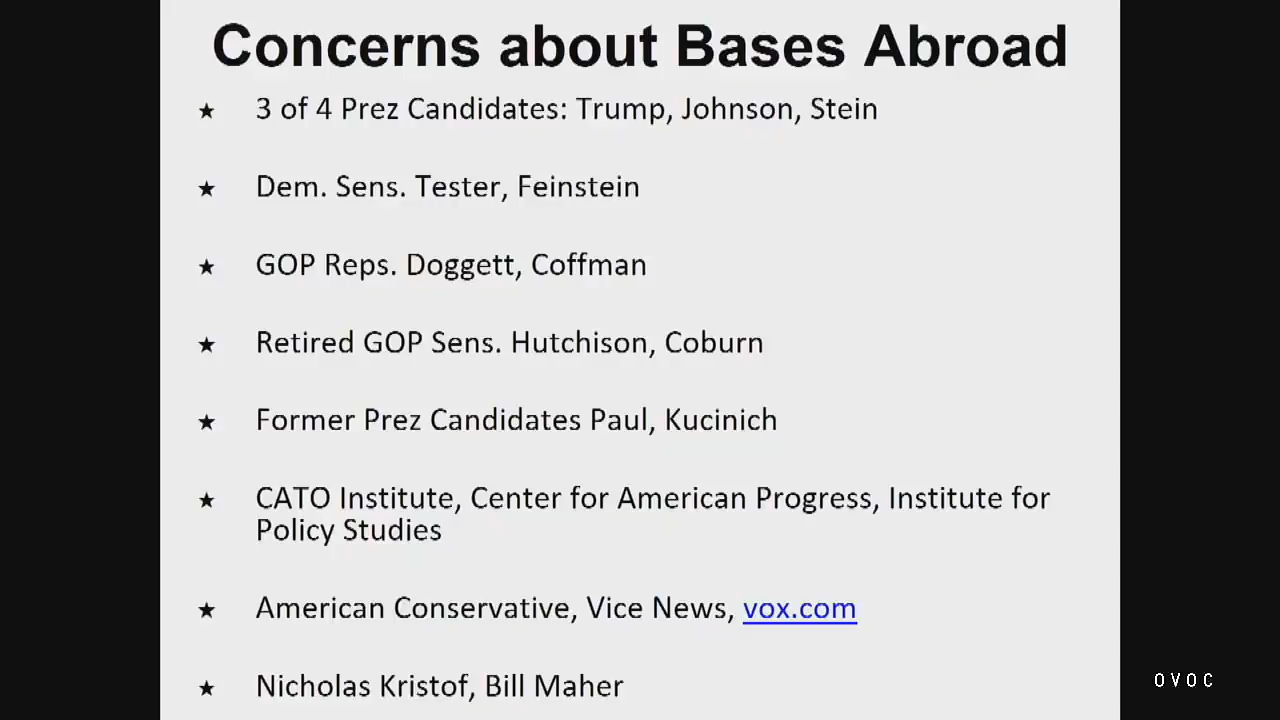 Concerns about Bases Abroad
★ 3 of 4 Prez Candidates: Trump, Johnson, Stein
★ Dem. Sens. Tester, Feinstein
★ GOP Reps. Doggett, Coffman
★ Retired GOP Sens. Hutchison, Coburn
★ Former Prez Candidates Paul, Kucinich
★ CATO Institute, Center for American Progress, Institute for
Policy Studies
★ American Conservative, Vice News, vox.com
★ Nicholas Kristof, Bill Maher
OVOC